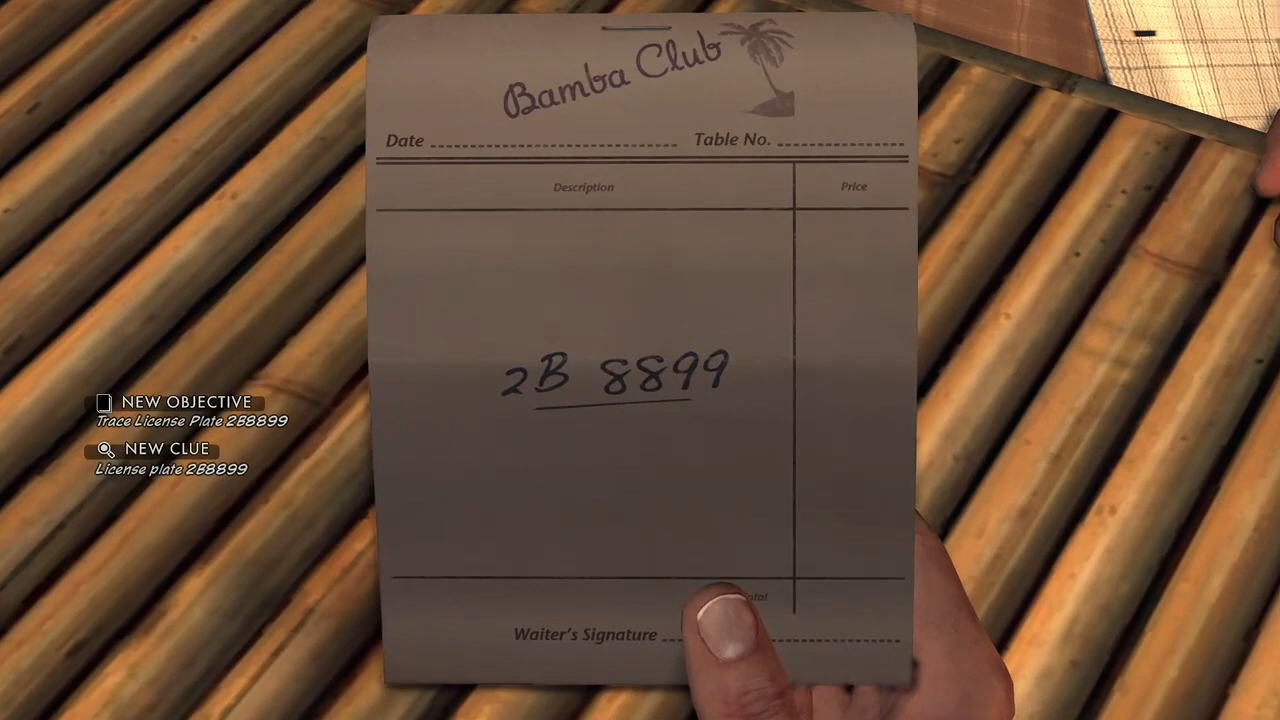 Bamba Club
Date Table No.
Description Price
2B 8899
NEW OBJECTIVE
Trace License Plate 2B8899
NEW CLUE
License plate 2B8899
Total
Waiter's Signature